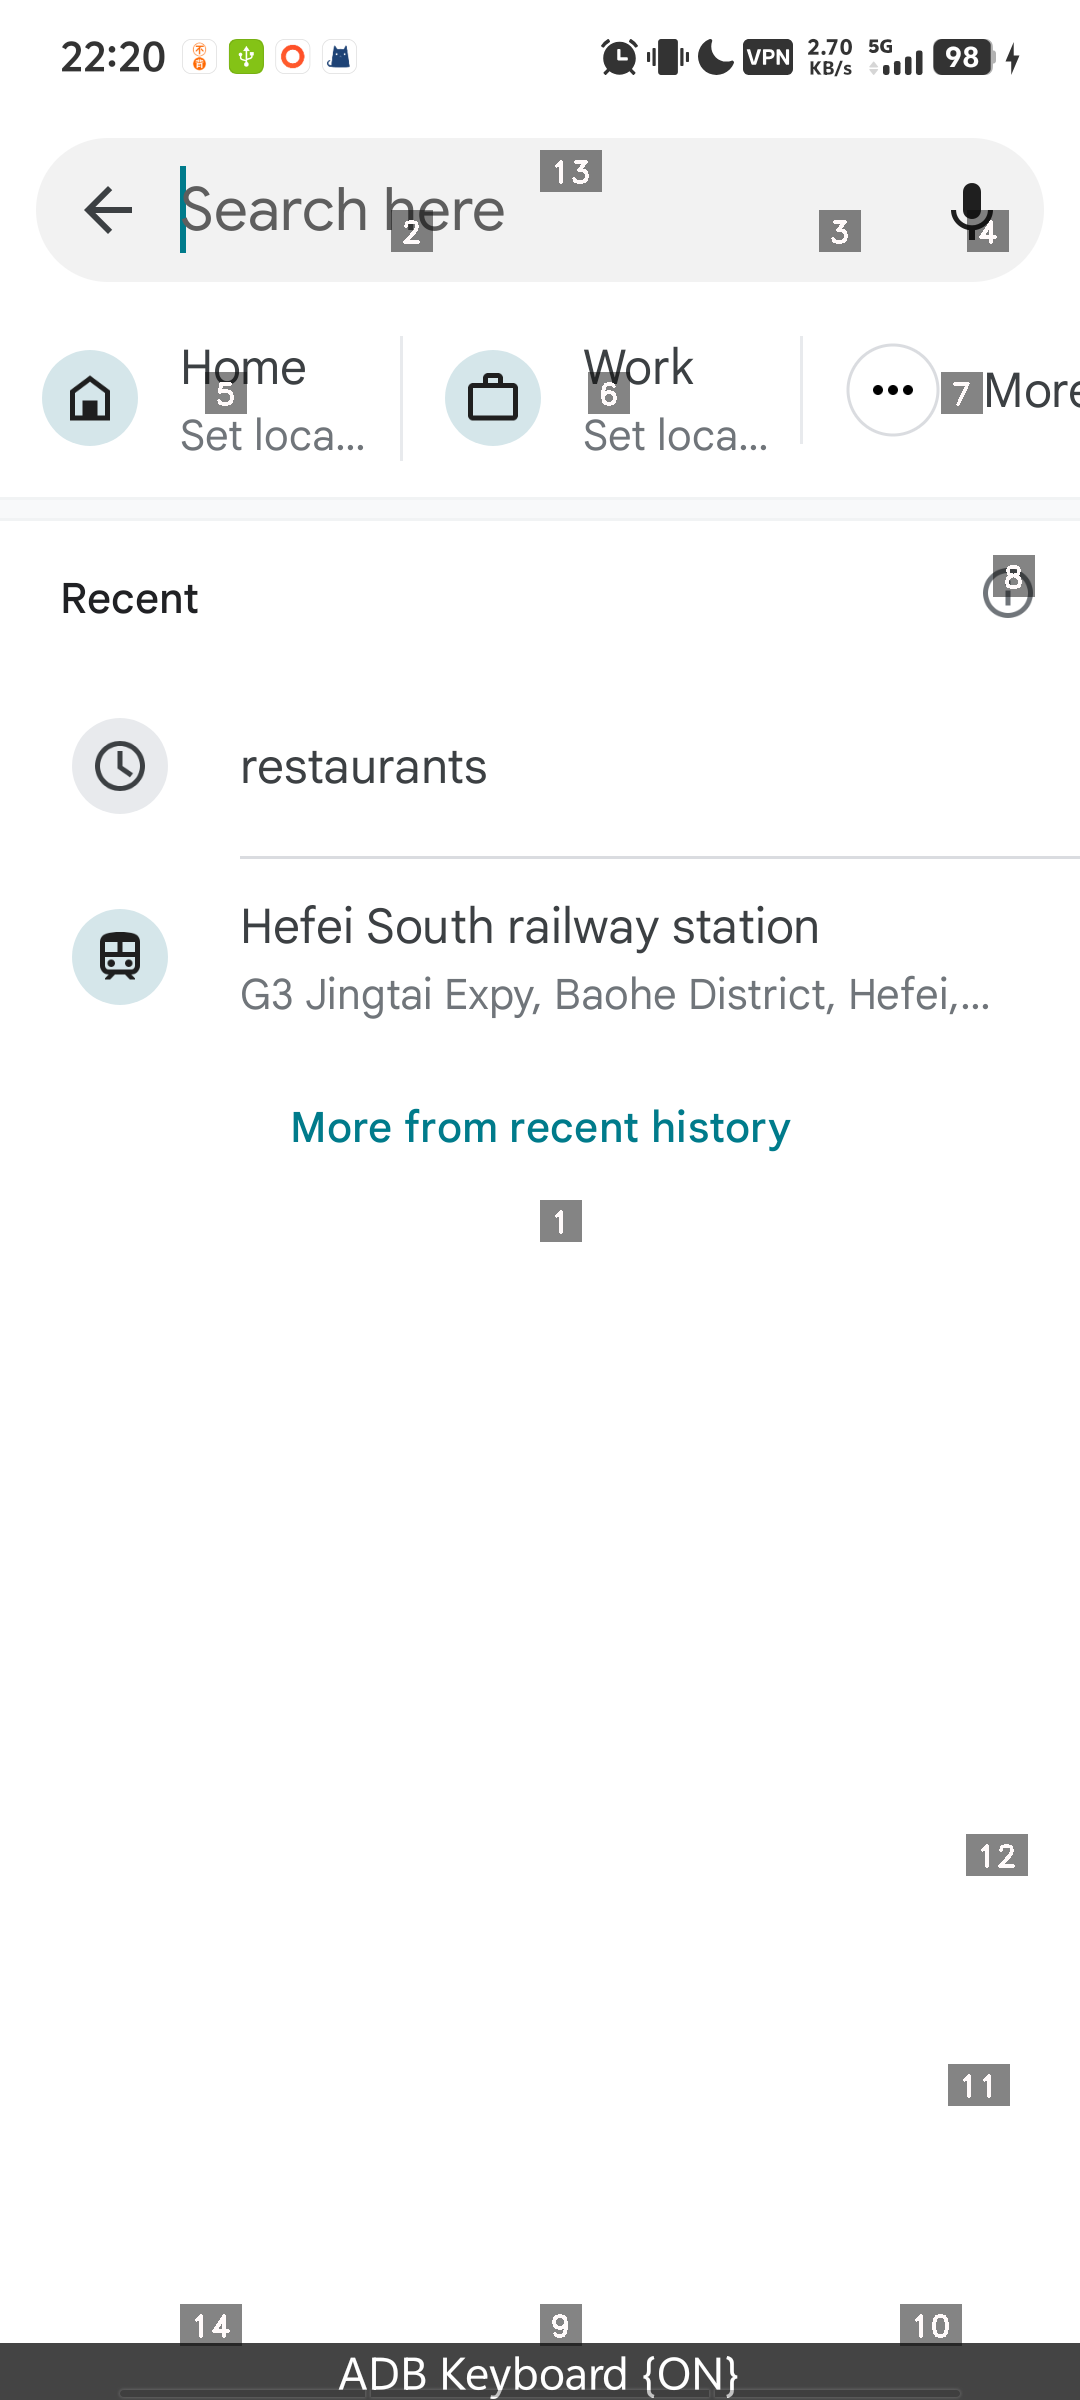 22:20
VPN
2.70 KB/s
5G
98
13
Search here
2
3
4
Home
Work
5
6
7
More
Set loca...
Set loca...
8
Recent
restaurants
Hefei South railway station
G3 Jingtai Expy, Baohe District, Hefei,...
More from recent history
1
12
11
14
9
10
ADB Keyboard {ON}